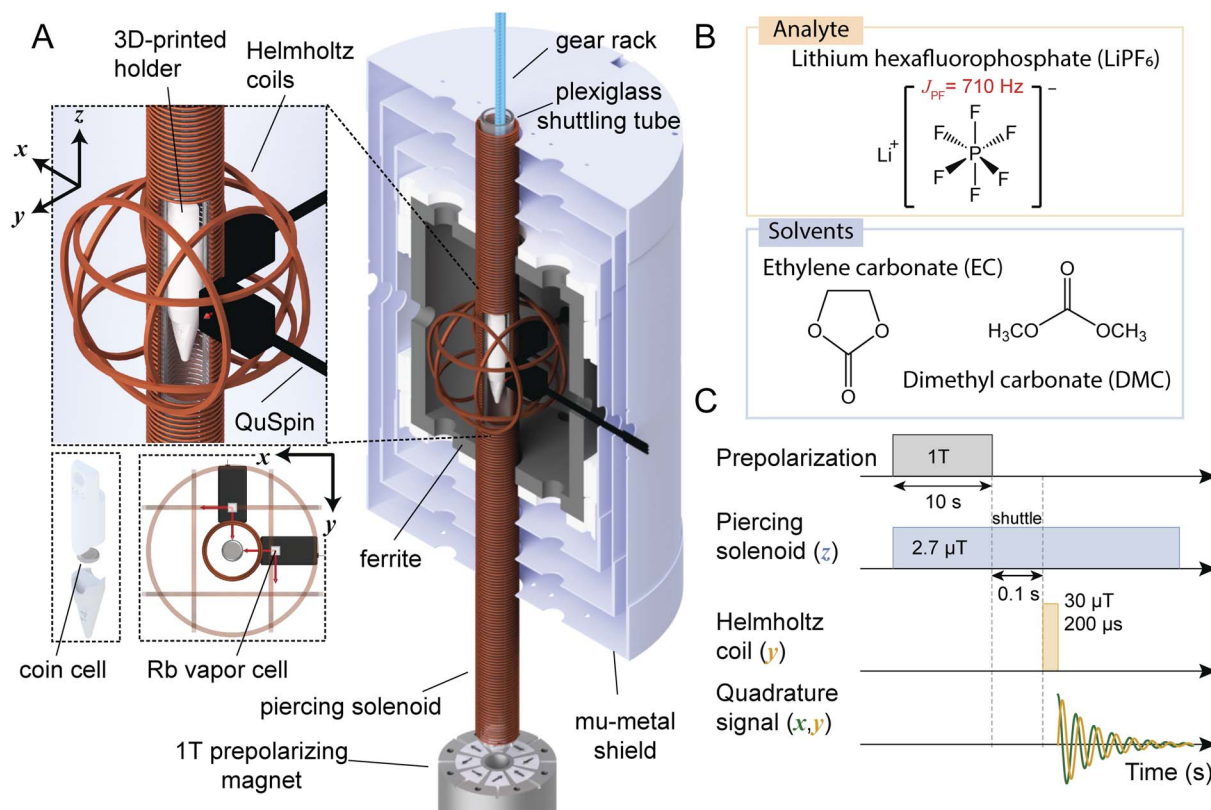 A
3D-printed
holder
Helmholtz
coils
z
x
y
QuSpin
coin cell
x
y
Rb vapor cell
gear rack
plexiglass
shuttling tube
ferrite
piercing solenoid
1T prepolarizing
magnet
mu-metal
shield
B
Analyte
Lithium hexafluorophosphate (LiPF₆)
J_PF = 710 Hz
Li⁺
−
F
F
F
P
F
F
F
Solvents
Ethylene carbonate (EC)
O
O
O
O
H₃CO
OCH₃
Dimethyl carbonate (DMC)
C
Prepolarization
1T
10 s
Piercing
solenoid (z)
shuttle
2.7 µT
0.1 s
Helmholtz
coil (y)
30 µT
200 µs
Quadrature
signal (x,y)
Time (s)